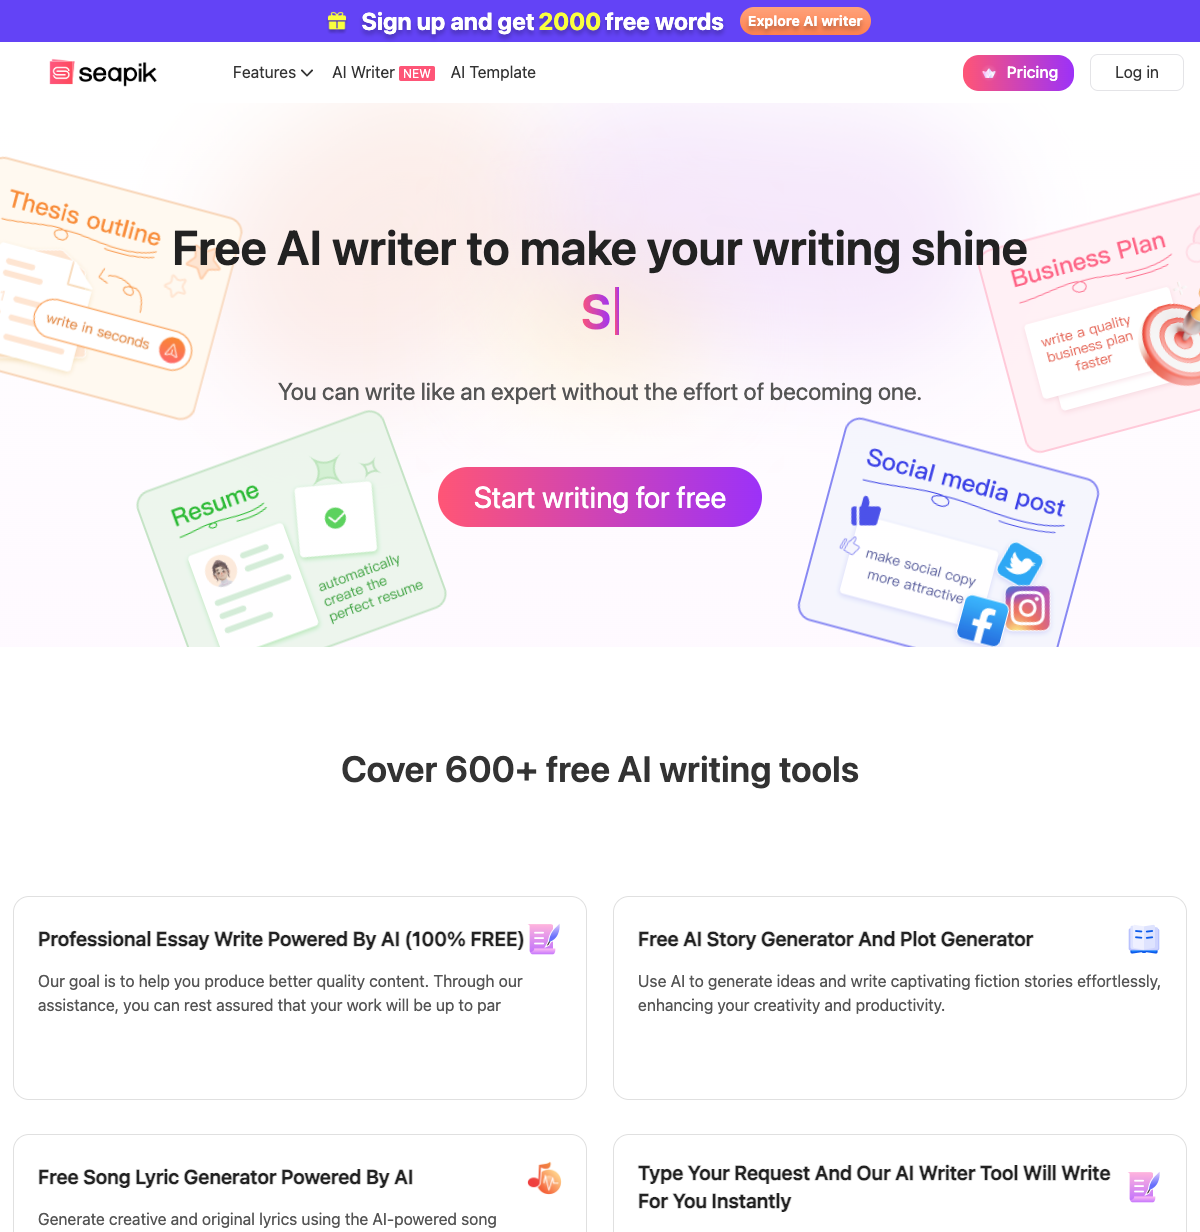 Sign up and get 2000 free words
Explore AI writer
seapik
Features
AI Writer NEW
AI Template
Pricing
Log in
Thesis outline
write in seconds
Free AI writer to make your writing shine
S
Business Plan
write a quality
business plan
faster
You can write like an expert without the effort of becoming one.
Resume
automatically
create the
perfect resume
Start writing for free
Social media post
make social copy
more attractive
Cover 600+ free AI writing tools
Professional Essay Write Powered By AI (100% FREE)
Our goal is to help you produce better quality content. Through our
assistance, you can rest assured that your work will be up to par
Free AI Story Generator And Plot Generator
Use AI to generate ideas and write captivating fiction stories effortlessly,
enhancing your creativity and productivity.
Free Song Lyric Generator Powered By AI
Generate creative and original lyrics using the AI-powered song
Type Your Request And Our AI Writer Tool Will Write
For You Instantly